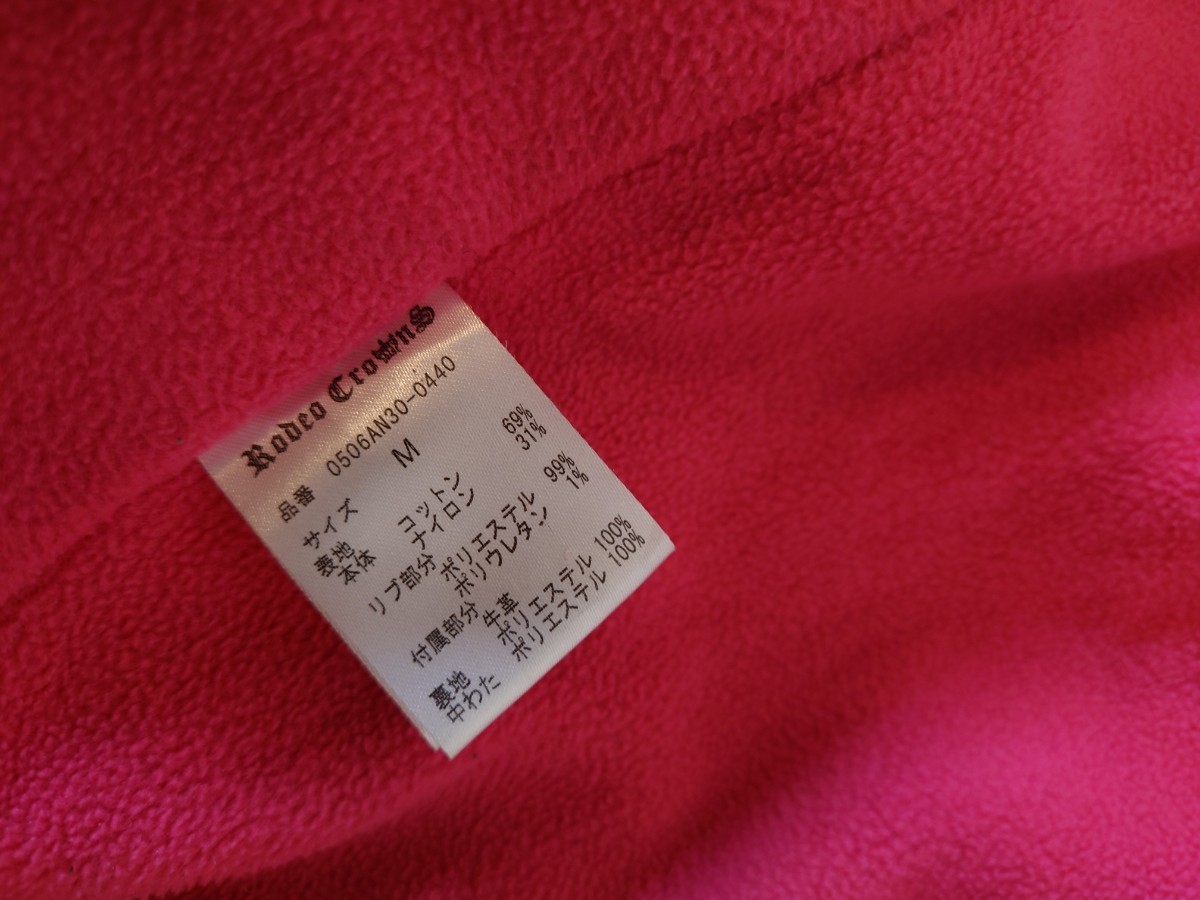 Rodeo CroWnS
品番 0506AN30-0440
サイズ M
表地
本体 コットン 69%
ナイロン 31%
リブ部分 ポリエステル 99%
ポリウレタン 1%
付属部分 牛革
裏地 ポリエステル 100%
中わた ポリエステル 100%